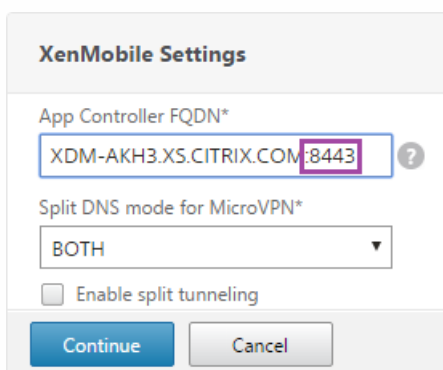 XenMobile Settings
App Controller FQDN*
XDM-AKH3.XS.CITRIX.COM:8443
?
Split DNS mode for MicroVPN*
BOTH
Enable split tunneling
Continue Cancel